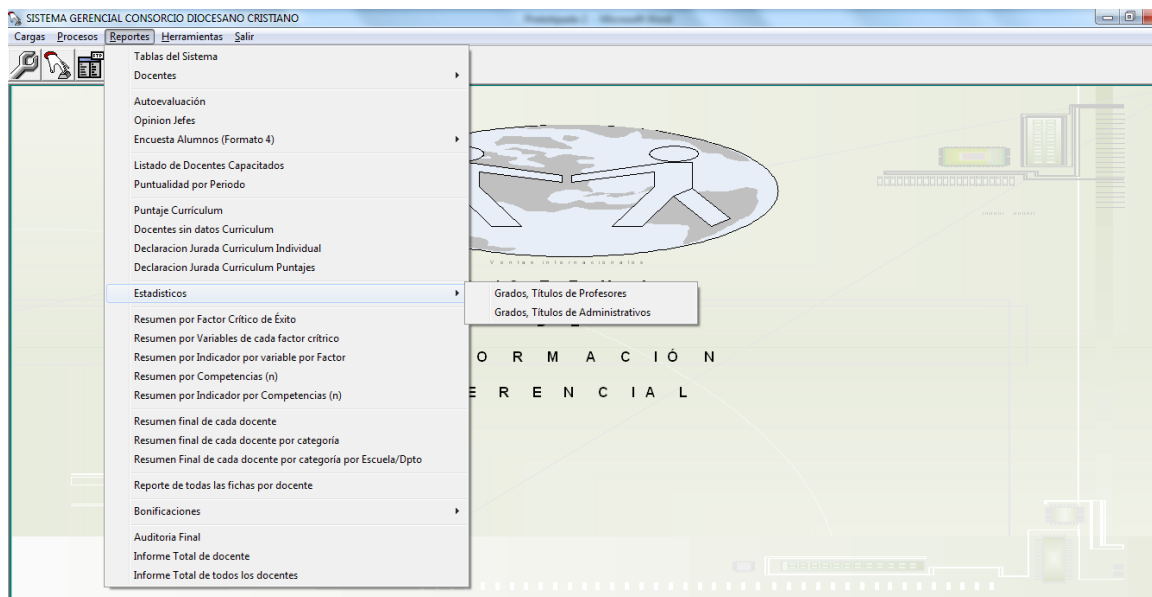 SISTEMA GERENCIAL CONSORCIO DIOCESANO CRISTIANO
Cargas Procesos Reportes Herramientas Salir
Tablas del Sistema
Docentes
Autoevaluación
Opinion Jefes
Encuesta Alumnos (Formato 4)
Listado de Docentes Capacitados
Puntualidad por Periodo
Puntaje Currículum
Docentes sin datos Curriculum
Declaracion Jurada Curriculum Individual
Declaracion Jurada Curriculum Puntajes
Estadisticos
Grados, Títulos de Profesores
Grados, Títulos de Administrativos
Resumen por Factor Crítico de Éxito
Resumen por Variables de cada factor crítrico
Resumen por Indicador por variable por Factor
Resumen por Competencias (n)
Resumen por Indicador por Competencias (n)
Resumen final de cada docente
Resumen final de cada docente por categoría
Resumen Final de cada docente por categoría por Escuela/Dpto
Reporte de todas las fichas por docente
Bonificaciones
Auditoria Final
Informe Total de docente
Informe Total de todos los docentes
Ventas internacionales
O R M A C I Ó N
E R E N C I A L